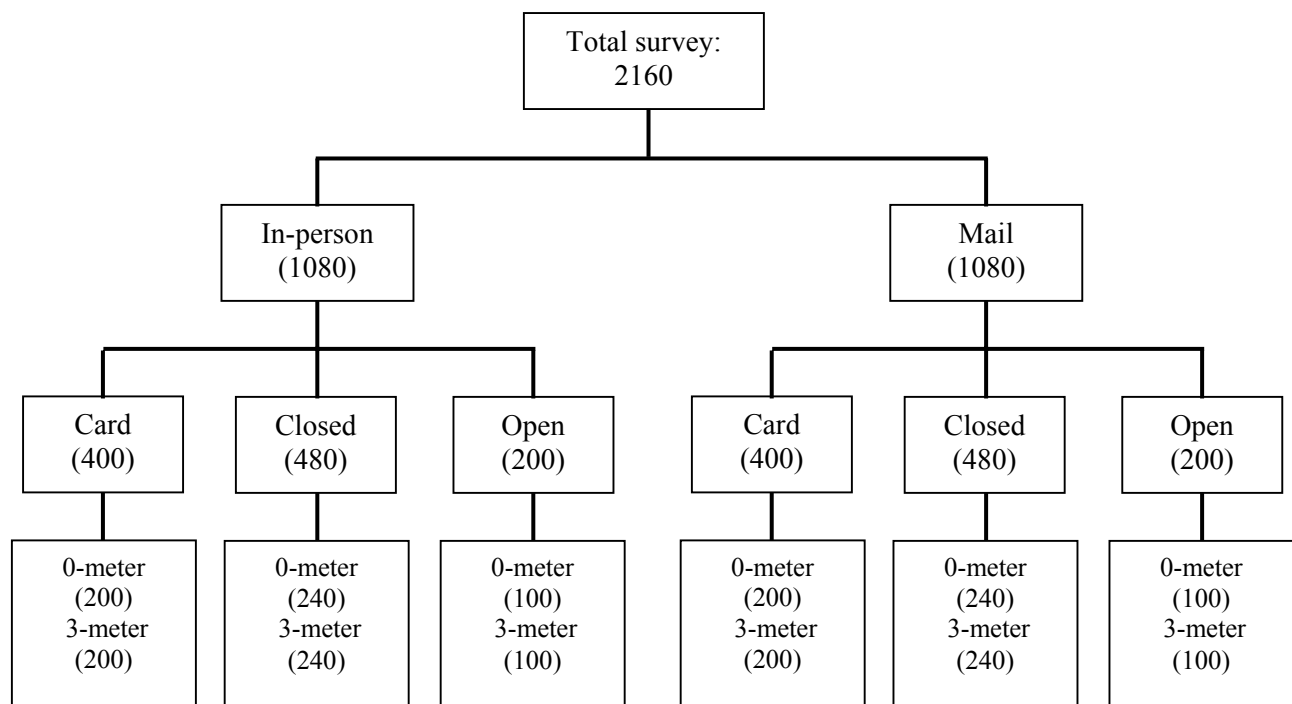 Total survey:
2160
In-person
(1080)
Mail
(1080)
Card
(400)
Closed
(480)
Open
(200)
Card
(400)
Closed
(480)
Open
(200)
0-meter
(200)
3-meter
(200)
0-meter
(240)
3-meter
(240)
0-meter
(100)
3-meter
(100)
0-meter
(200)
3-meter
(200)
0-meter
(240)
3-meter
(240)
0-meter
(100)
3-meter
(100)